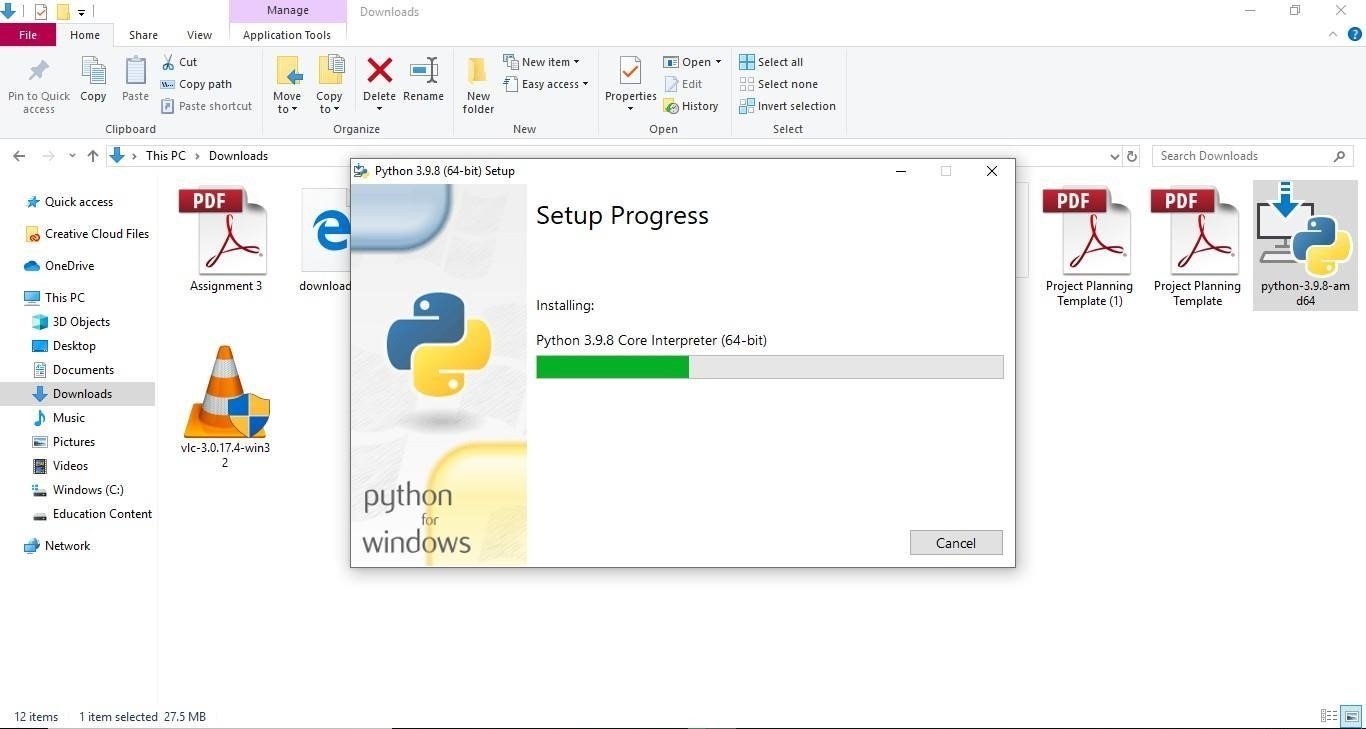 Manage
Downloads
File
Home
Share
View
Application Tools
Pin to Quick
access
Copy
Paste
Cut
Copy path
Paste shortcut
Clipboard
Move
to
Copy
to
Delete
Rename
Organize
New
folder
New item
Easy access
New
Properties
Open
Edit
History
Open
Select all
Select none
Invert selection
Select
This PC
Downloads
Search Downloads
Quick access
Creative Cloud Files
OneDrive
This PC
3D Objects
Desktop
Documents
Downloads
Music
Pictures
Videos
Windows (C:)
Education Content
Network
PDF
Assignment 3
download
PDF
Project Planning
Template (1)
PDF
Project Planning
Template
python-3.9.8-am
d64
vlc-3.0.17.4-win3
2
Python 3.9.8 (64-bit) Setup
Setup Progress
Installing:
Python 3.9.8 Core Interpreter (64-bit)
python
for
windows
Cancel
12 items
1 item selected
27.5 MB